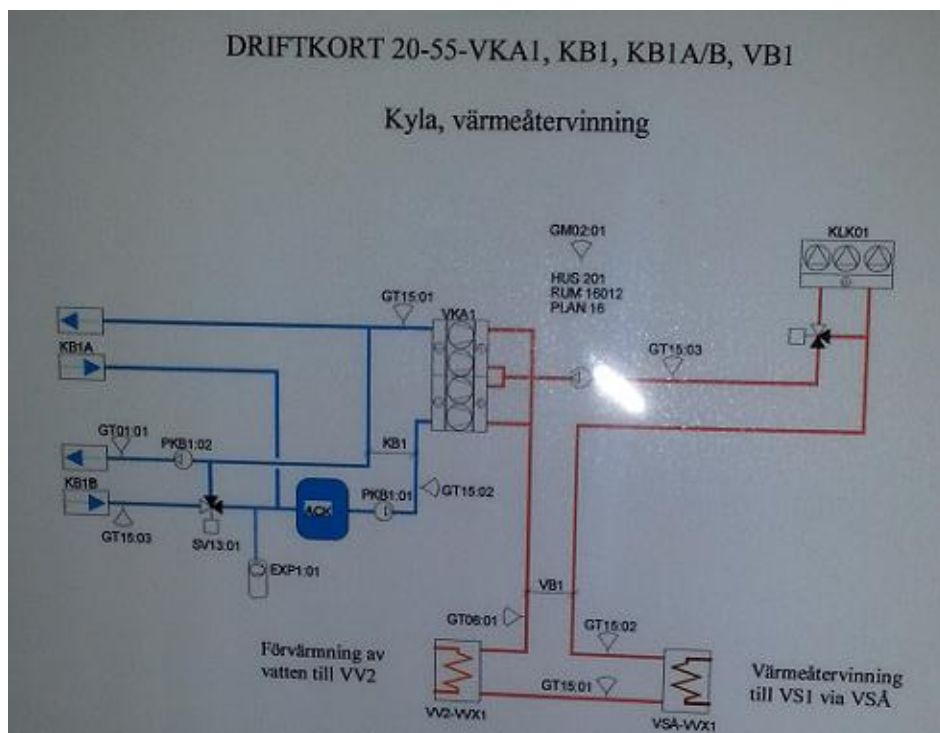 DRIFTKORT 20-55-VKA1, KB1, KB1A/B, VB1
Kyla, värmeåtervinning
GM02:01
KLK01
HUS 201
RUM 16012
PLAN 16
GT15:01
VKA1
KB1A
GT15:03
GT01:01
PKB1:02
KB1
KB1B
GT15:02
PKB1:01
ACK
GT15:03
SV13:01
EXP1:01
VB1
GT06:01
GT15:02
Förvärmning av
vatten till VV2
GT15:01
Värmeåtervinning
till VS1 via VSÅ
VV2-VVX1
VSÅ-VVX1